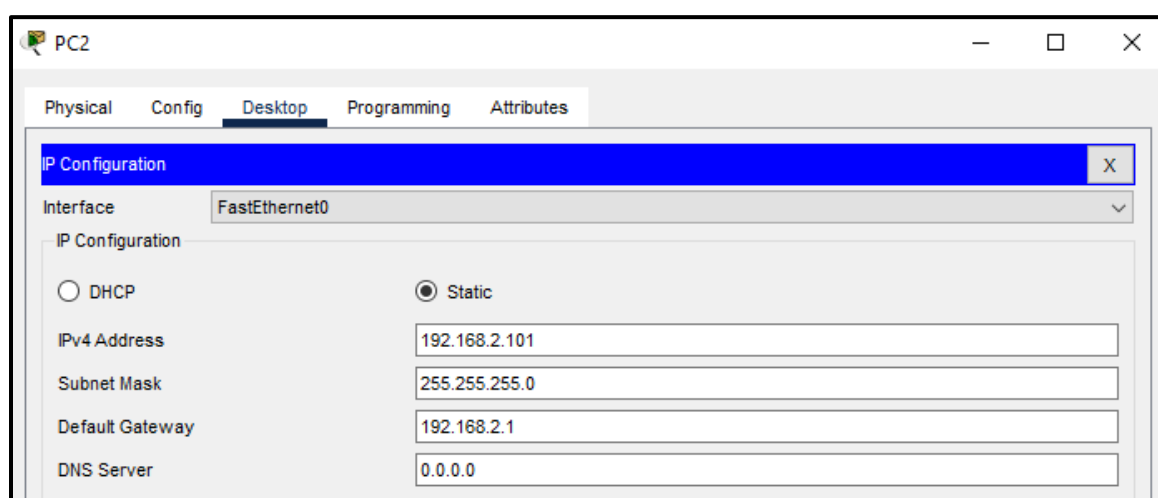 PC2
Physical Config Desktop Programming Attributes
IP Configuration X
Interface FastEthernet0
IP Configuration
DHCP Static
IPv4 Address 192.168.2.101
Subnet Mask 255.255.255.0
Default Gateway 192.168.2.1
DNS Server 0.0.0.0